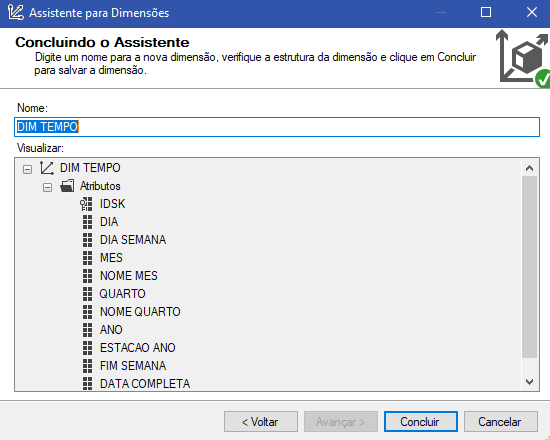 Assistente para Dimensões
Concluindo o Assistente
Digite um nome para a nova dimensão, verifique a estrutura da dimensão e clique em Concluir
para salvar a dimensão.
Nome:
DIM TEMPO
Visualizar:
DIM TEMPO
Atributos
IDSK
DIA
DIA SEMANA
MES
NOME MES
QUARTO
NOME QUARTO
ANO
ESTACAO ANO
FIM SEMANA
DATA COMPLETA
< Voltar
Avançar >
Concluir
Cancelar